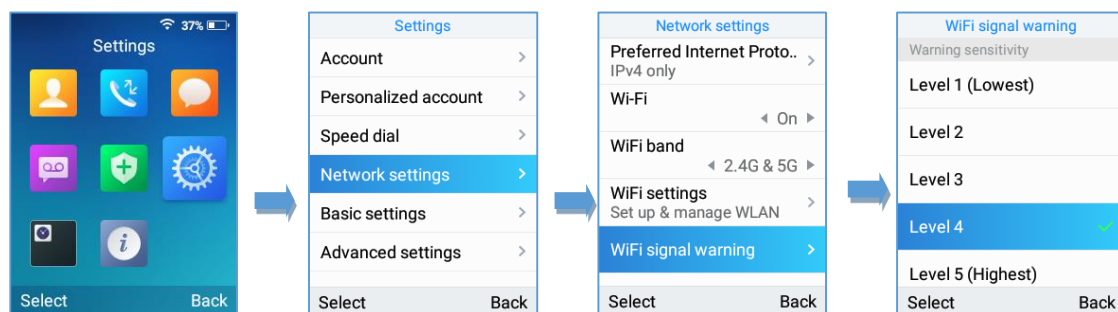 37%
Settings
Select Back
Settings
Account
Personalized account
Speed dial
Network settings
Basic settings
Advanced settings
Select Back
Network settings
Preferred Internet Proto..
IPv4 only
Wi-Fi
On
WiFi band
2.4G & 5G
WiFi settings
Set up & manage WLAN
WiFi signal warning
Select Back
WiFi signal warning
Warning sensitivity
Level 1 (Lowest)
Level 2
Level 3
Level 4
Level 5 (Highest)
Select Back